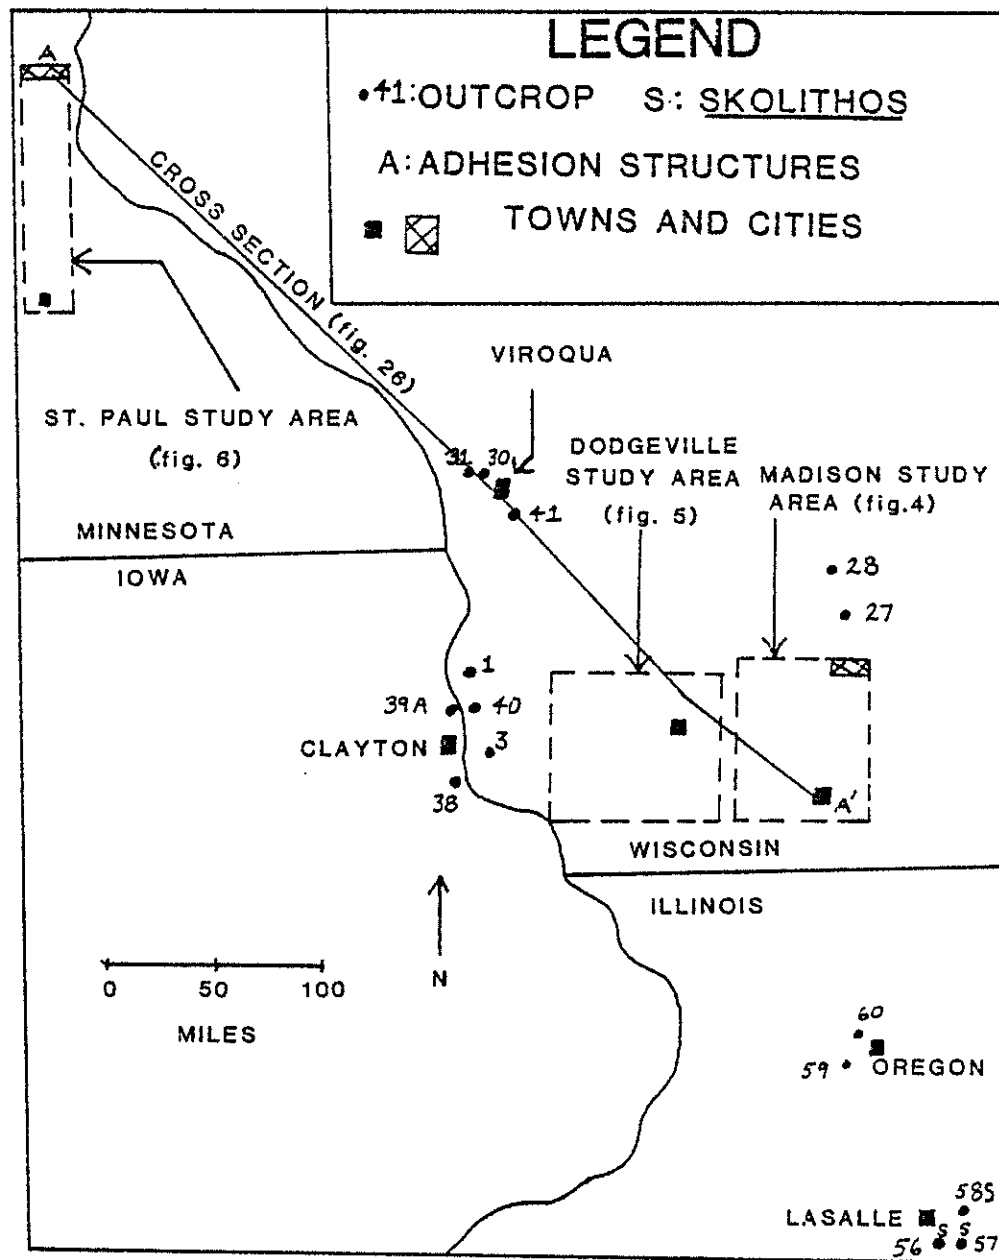 LEGEND
41:OUTCROP S: SKOLITHOS
A: ADHESION STRUCTURES
TOWNS AND CITIES
A
CROSS SECTION (fig. 26)
VIROQUA
ST. PAUL STUDY AREA
(fig. 6)
DODGEVILLE
STUDY AREA
(fig. 5)
MADISON STUDY
AREA (fig.4)
31
30
41
MINNESOTA
IOWA
28
27
1
39A
40
CLAYTON
3
38
A'
WISCONSIN
ILLINOIS
N
0 50 100
MILES
60
59
OREGON
58S
LASALLE
S S
56
57